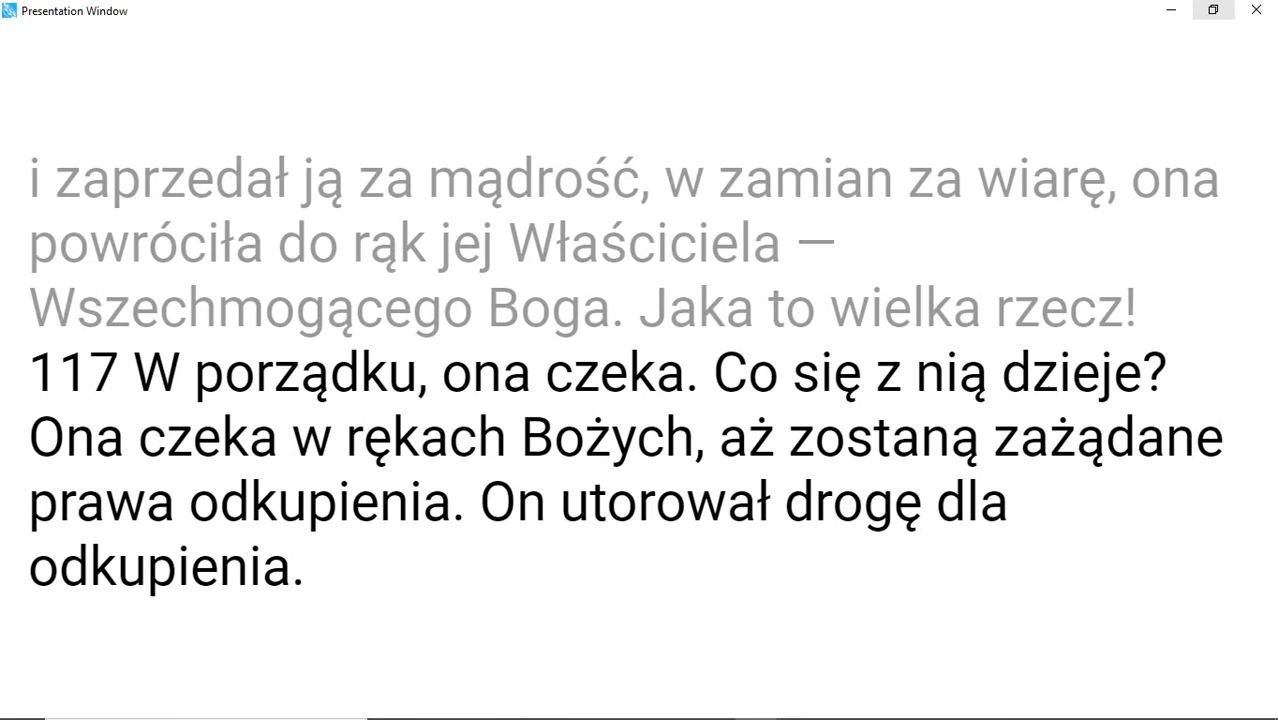 Presentation Window
i zaprzedał ją za mądrość, w zamian za wiarę, ona
powróciła do rąk jej Właściciela —
Wszechmogącego Boga. Jaka to wielka rzecz!
117 W porządku, ona czeka. Co się z nią dzieje?
Ona czeka w rękach Bożych, aż zostaną zażądane
prawa odkupienia. On utorował drogę dla
odkupienia.